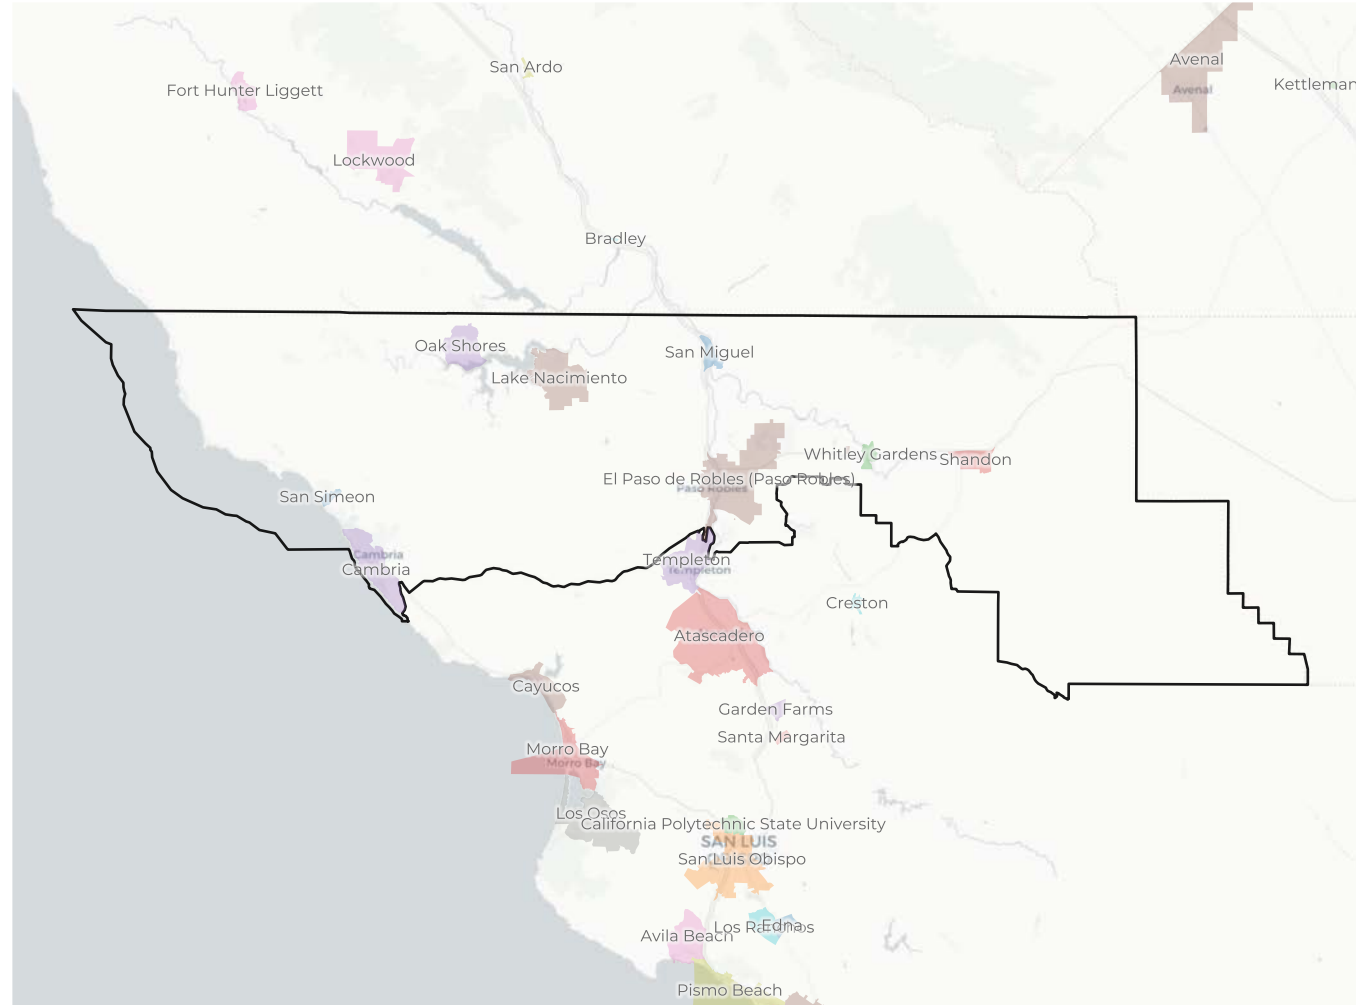 San Ardo
Avenal
Avenal
Kettleman
Fort Hunter Liggett
Lockwood
Bradley
Oak Shores
San Miguel
Lake Nacimiento
Whitley Gardens
Shandon
El Paso de Robles (Paso Robles)
Paso Robles
San Simeon
Cambria
Cambria
Templeton
Templeton
Creston
Atascadero
Cayucos
Garden Farms
Santa Margarita
Morro Bay
Morro Bay
Los Osos
California Polytechnic State University
SAN LUIS
San Luis Obispo
Los Ranchos
Edna
Avila Beach
Pismo Beach